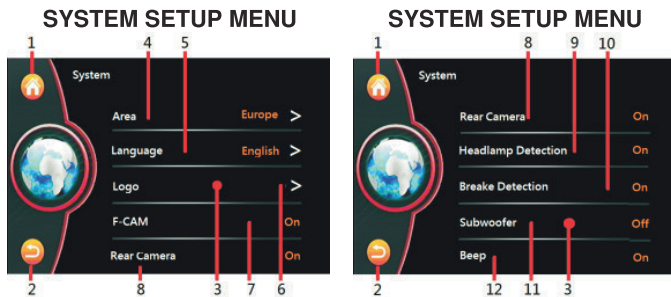 SYSTEM SETUP MENU
1 4 5
System
Area Europe >
Language English >
Logo >
F-CAM On
Rear Camera On
2 8 3 7 6
SYSTEM SETUP MENU
1 8 9 10
System
Rear Camera On
Headlamp Detection On
Breake Detection On
Subwoofer Off
Beep On
2 12 11 3